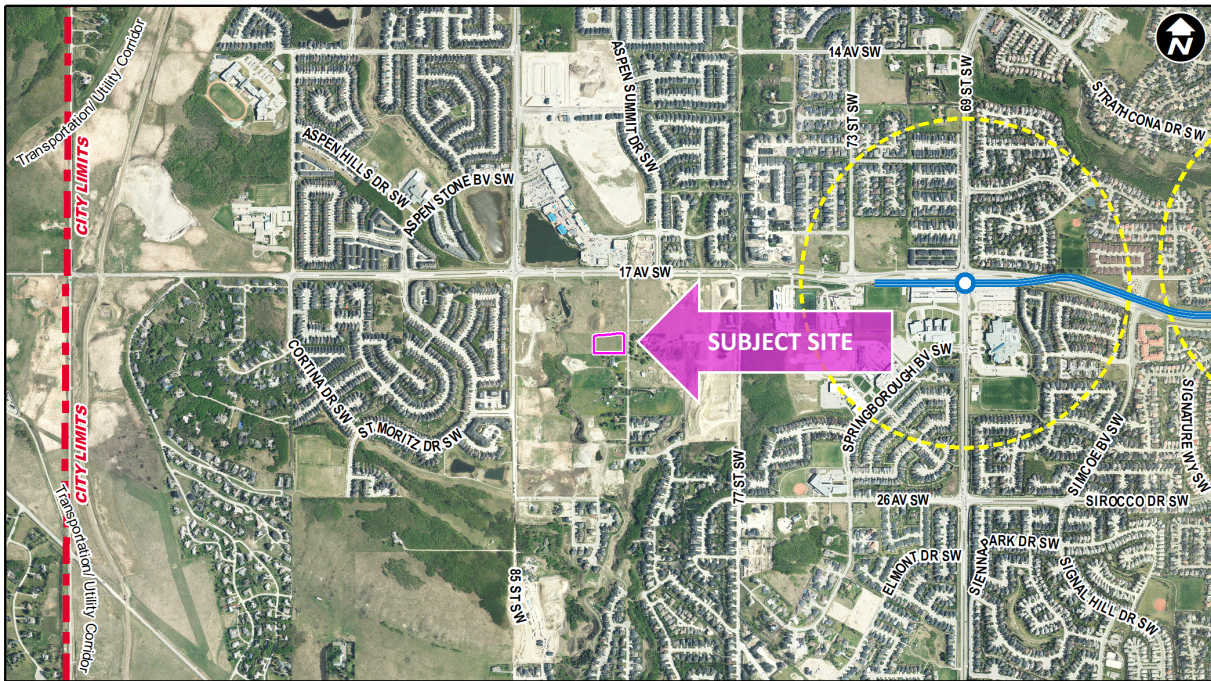 14 AV SW
N
Transportation/ Utility Corridor
CITY LIMITS
ASPEN SUMMIT DR SW
73 ST SW
69 ST SW
STRATHCONA DR SW
ASPEN HILLS DR SW
ASPEN STONE BV SW
17 AV SW
SUBJECT SITE
CORTINA DR SW
ST MORITZ DR SW
SPRINGBOROUGH BV SW
SIGNATURE WY SW
SIMCOE BV SW
CITY LIMITS
77 ST SW
26 AV SW
SIROCCO DR SW
Transportation/ Utility Corridor
85 ST SW
ELMONT DR SW
SIENNA PARK DR SW
SIGNAL HILL DR SW